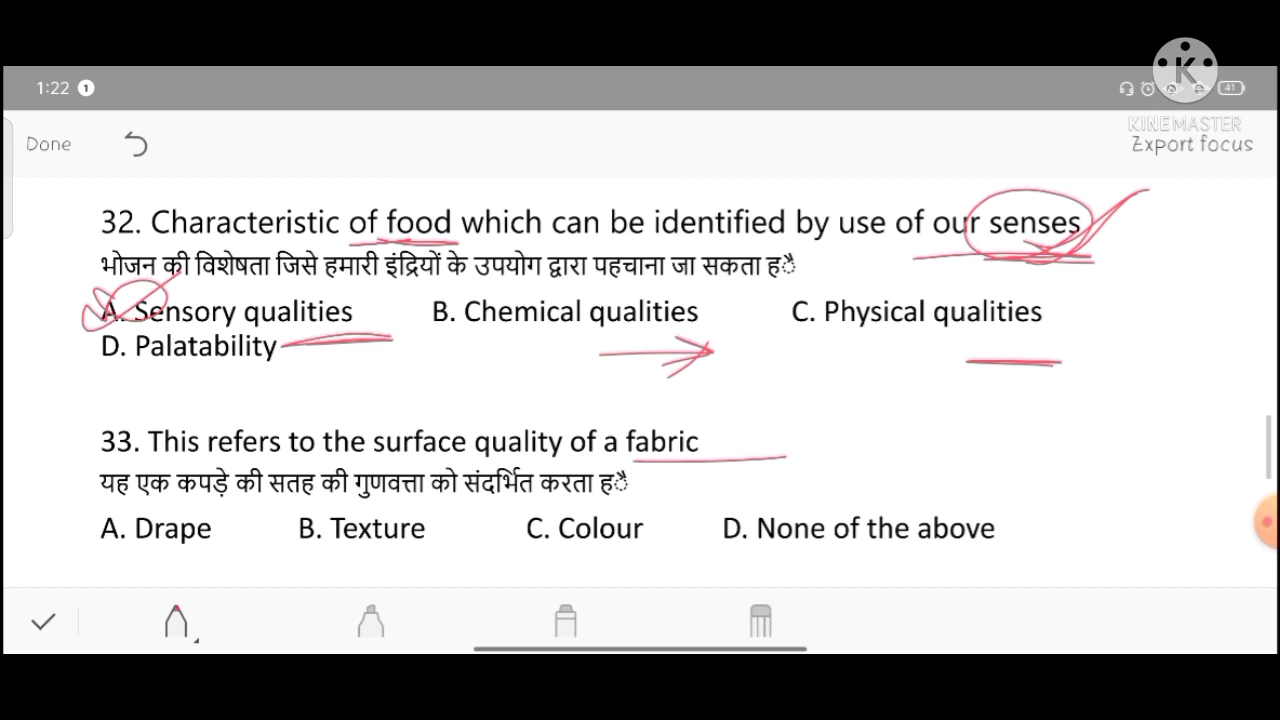 1:22 1
41
K
KINEMASTER
Done
Export focus
32. Characteristic of food which can be identified by use of our senses
भोजन की विशेषता जिसे हमारी इंद्रियों के उपयोग द्वारा पहचाना जा सकता है
A. Sensory qualities B. Chemical qualities C. Physical qualities
D. Palatability
33. This refers to the surface quality of a fabric
यह एक कपड़े की सतह की गुणवत्ता को संदर्भित करता है
A. Drape B. Texture C. Colour D. None of the above